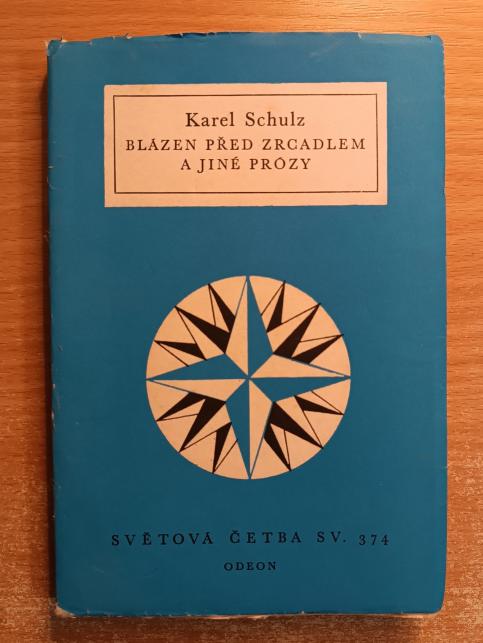 Karel Schulz
BLÁZEN PŘED ZRCADLEM
A JINÉ PRÓZY
SVĚTOVÁ ČETBA SV. 374
ODEON